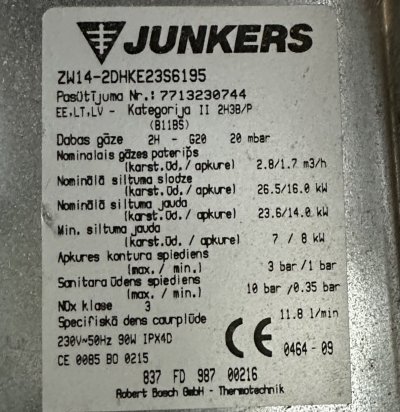 JUNKERS
ZW14-2DHKE23S6195
Pasūtījuma Nr.: 7713230744
EE,LT,LV - Kategorija II 2H3B/P
(B11BS)
Dabas gāze 2H - G20 20 mbar
Nominālais gāzes patēriņš
(karst.ūd./apkure) 2.8/1.7 m3/h
Nominālā siltuma slodze
(karst.ūd./apkure) 26.5/16.0 kW
Nominālā siltuma jauda
(karst.ūd./apkure) 23.6/14.0 kW
Min. siltuma jauda
(karst.ūd./apkure) 7 / 8 kW
Apkures kontūra spiediens
(max. / min.) 3 bar/1 bar
Sanitārā ūdens spiediens
(max. / min.) 10 bar/0.35 bar
NOx klase 3
Specifiskā ūdens caurplūde 11.8 l/min
230V~50Hz 90W IPX4D
CE 0085 BO 0215
CE 0464-09
837 FD 987 00216
Robert Bosch GmbH - Thermotechnik